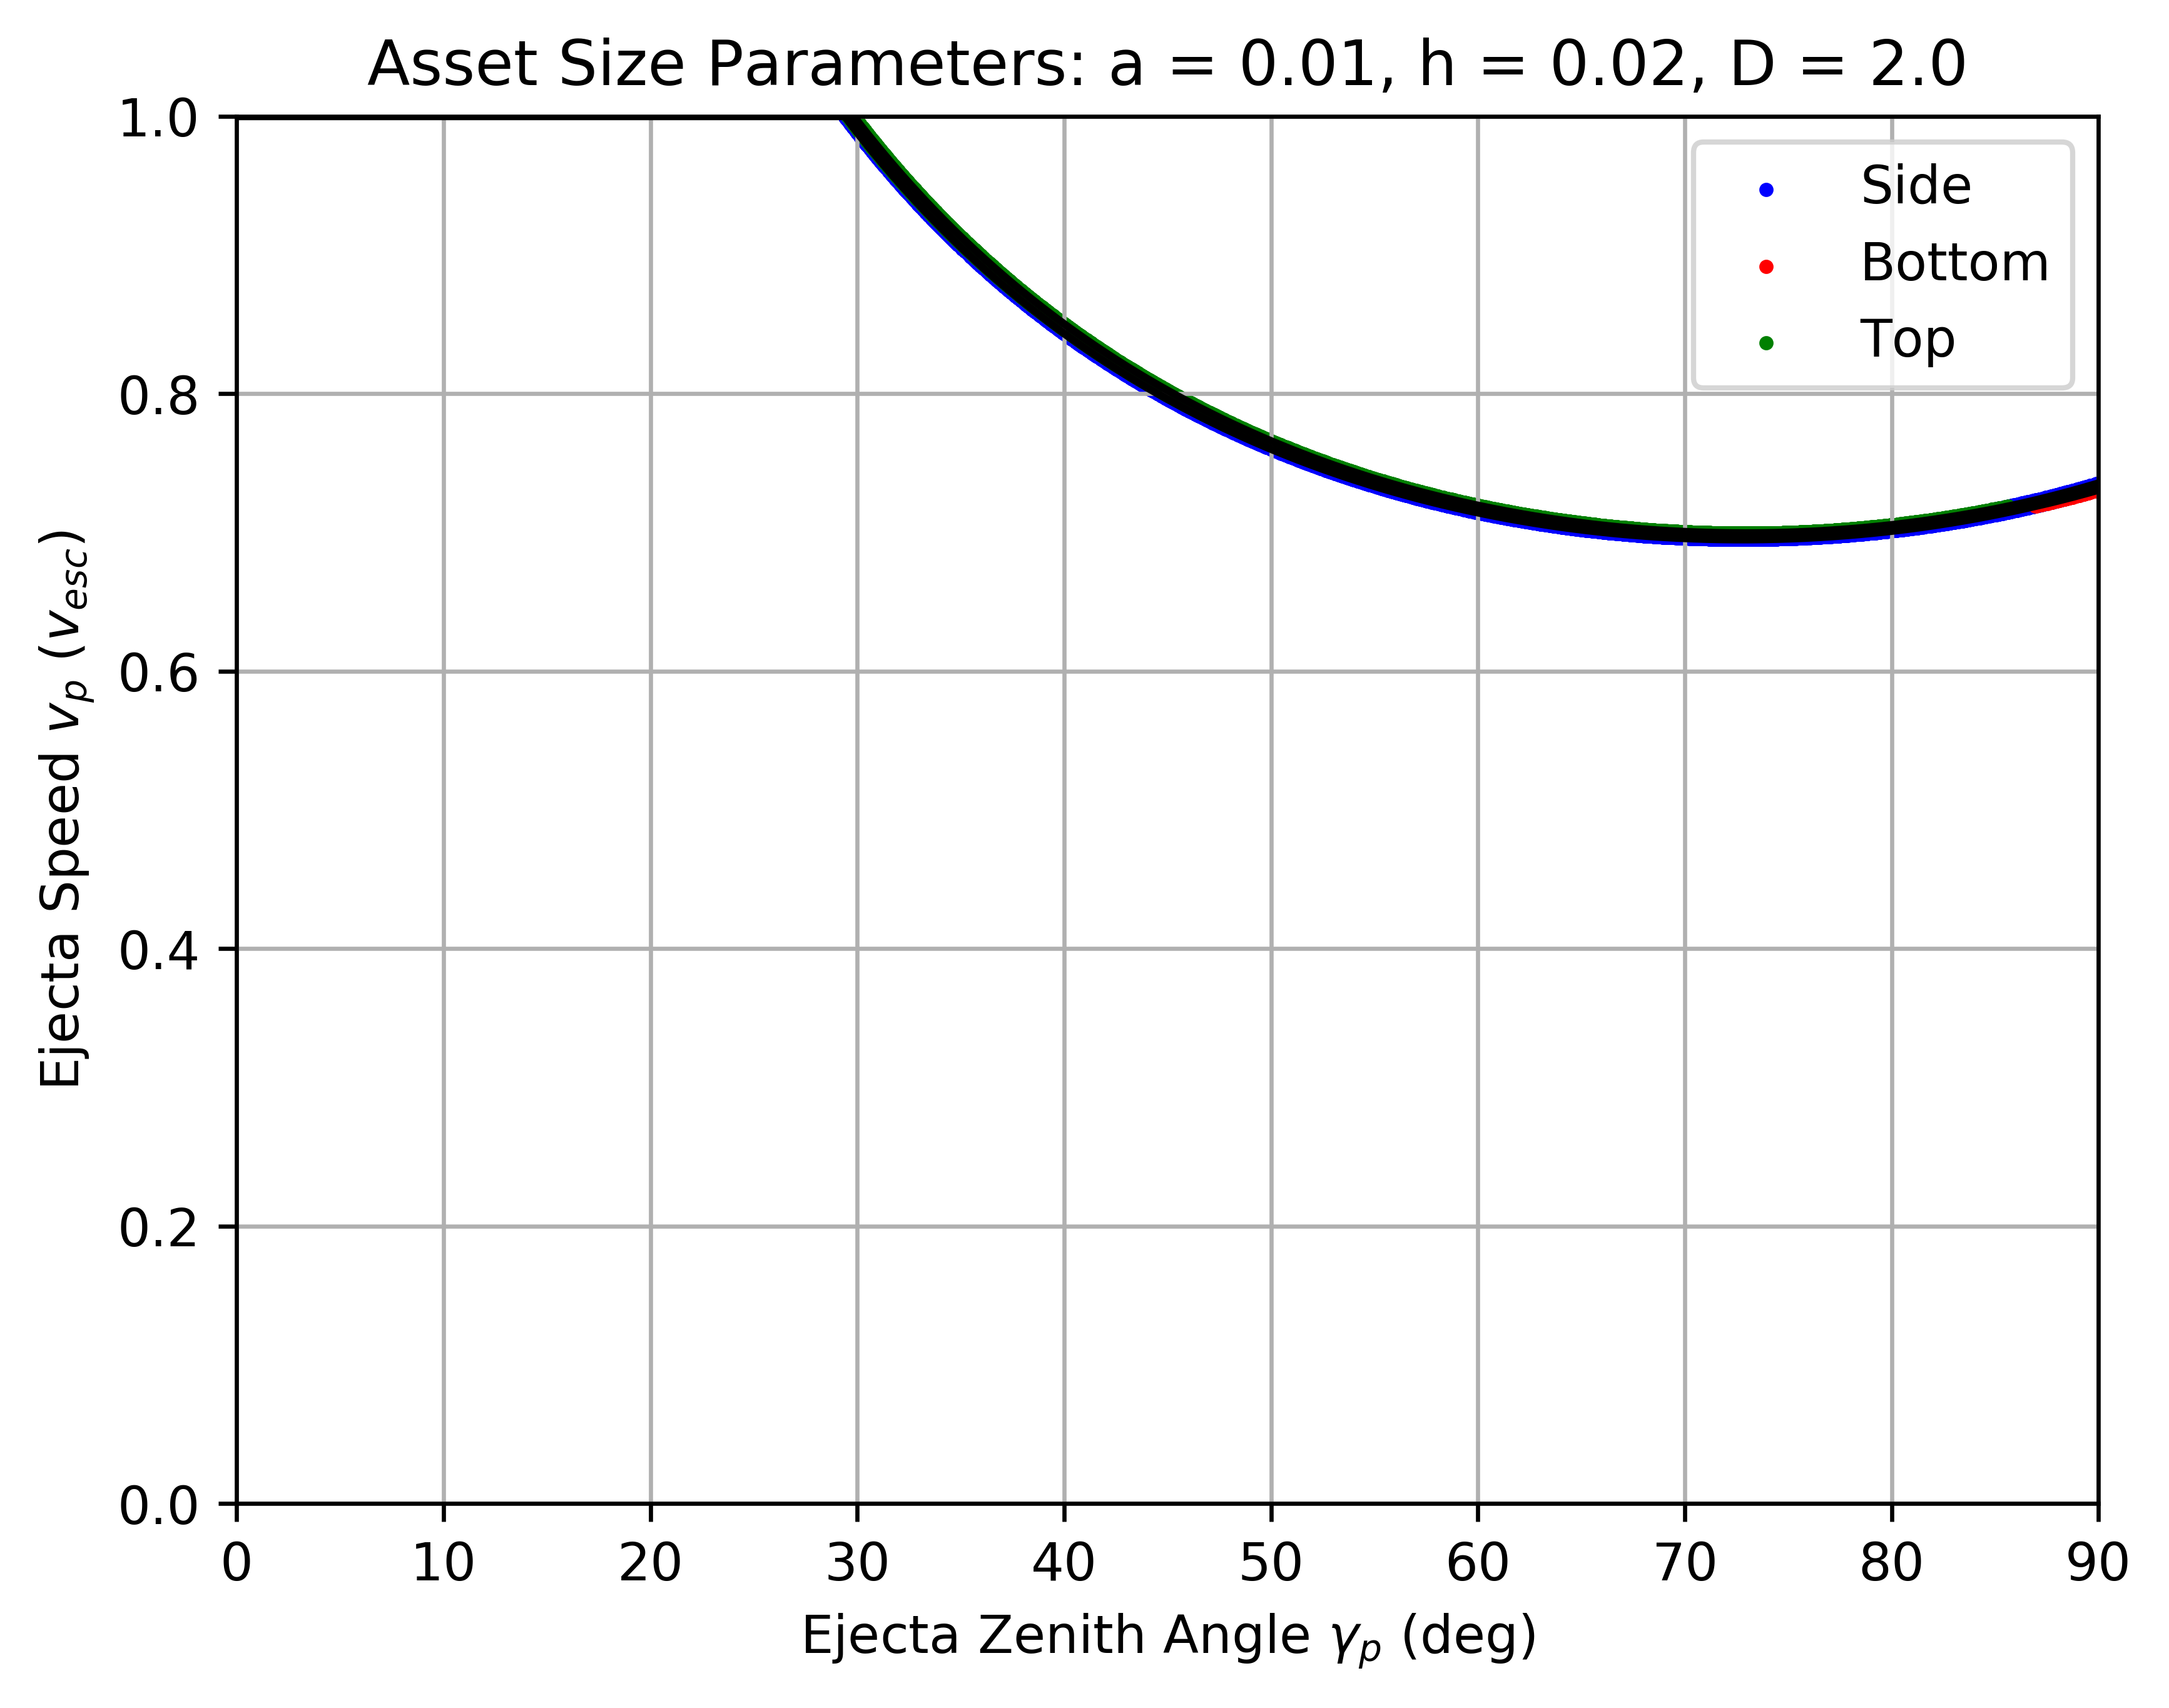 Asset Size Parameters: a = 0.01, h = 0.02, D = 2.0
1.0
0.8
0.6
0.4
0.2
0.0
Ejecta Speed v_p (v_esc)
Side
Bottom
Top
0 10 20 30 40 50 60 70 80 90
Ejecta Zenith Angle γ_p (deg)